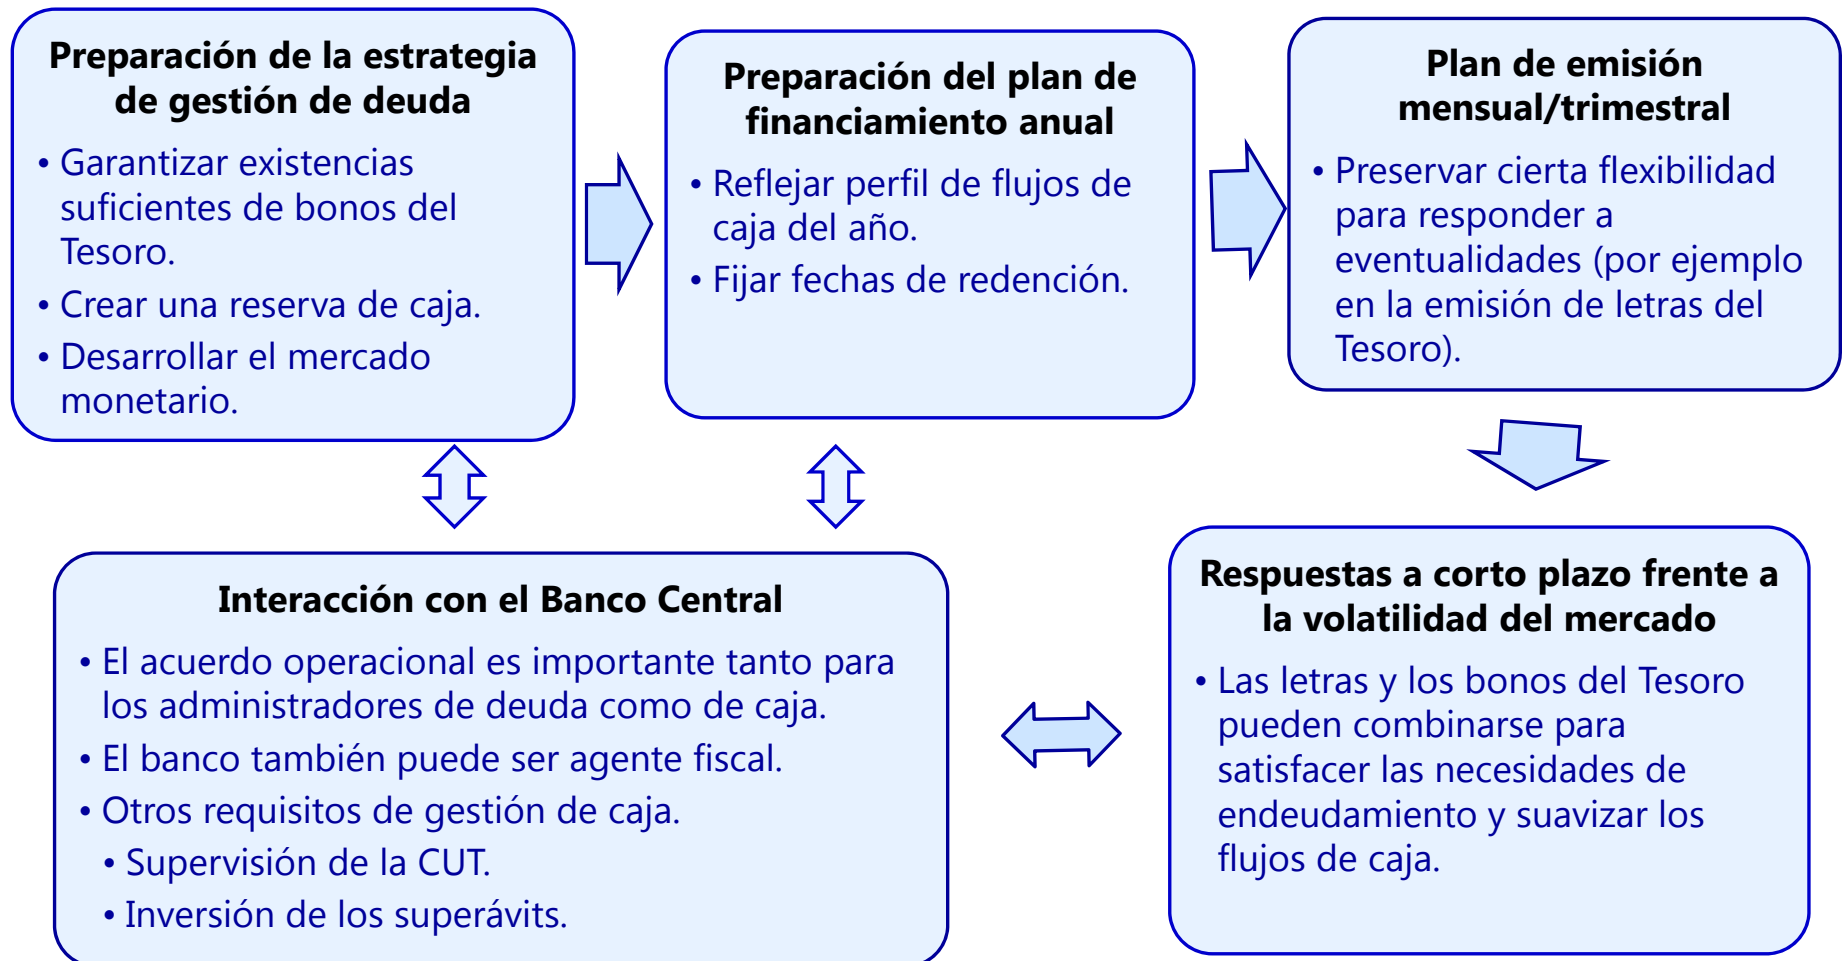 Preparación de la estrategia
de gestión de deuda
• Garantizar existencias
suficientes de bonos del
Tesoro.
• Crear una reserva de caja.
• Desarrollar el mercado
monetario.
Preparación del plan de
financiamiento anual
• Reflejar perfil de flujos de
caja del año.
• Fijar fechas de redención.
Plan de emisión
mensual/trimestral
• Preservar cierta flexibilidad
para responder a
eventualidades (por ejemplo
en la emisión de letras del
Tesoro).
Interacción con el Banco Central
• El acuerdo operacional es importante tanto para
los administradores de deuda como de caja.
• El banco también puede ser agente fiscal.
• Otros requisitos de gestión de caja.
• Supervisión de la CUT.
• Inversión de los superávits.
Respuestas a corto plazo frente a
la volatilidad del mercado
• Las letras y los bonos del Tesoro
pueden combinarse para
satisfacer las necesidades de
endeudamiento y suavizar los
flujos de caja.